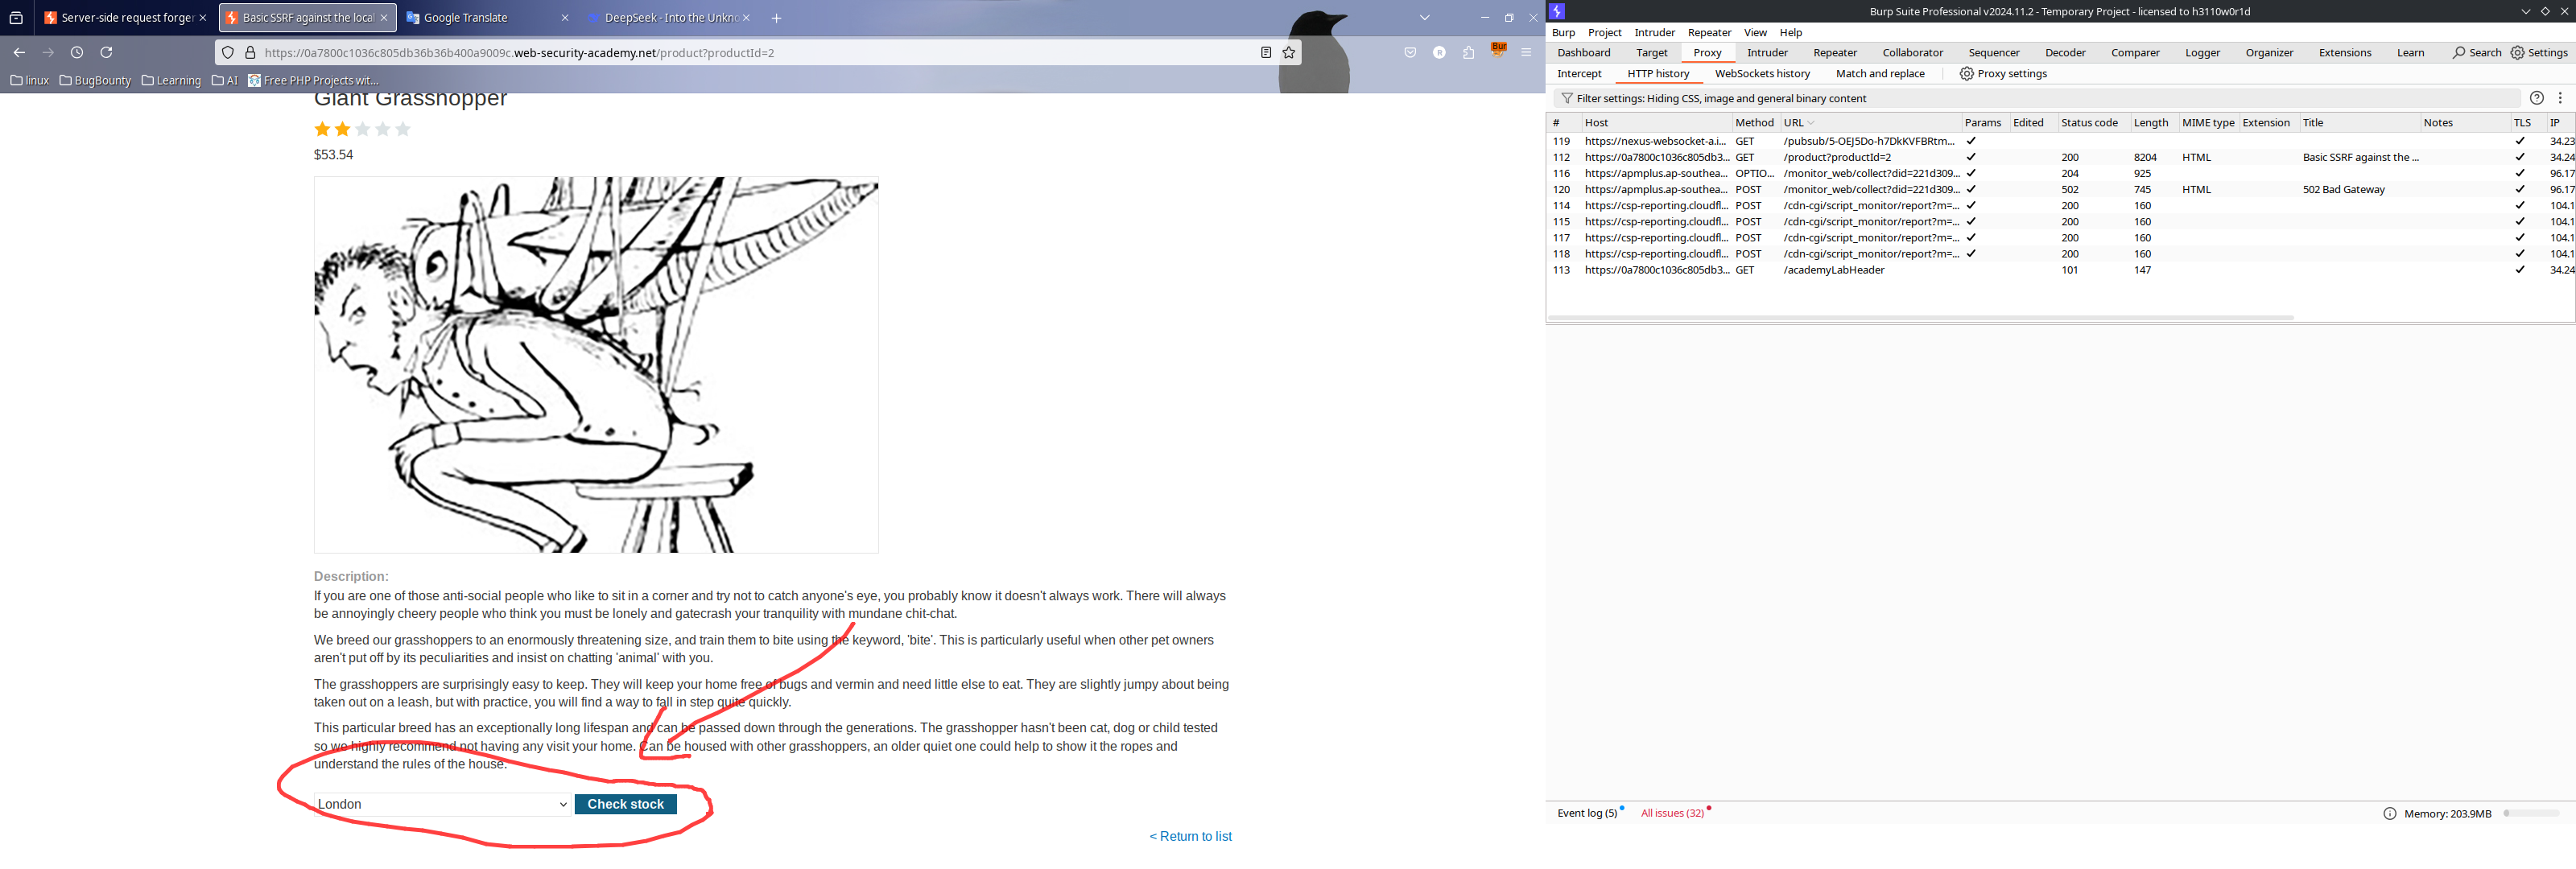 Server-side request forger
Basic SSRF against the local
Google Translate
DeepSeek - Into the Unkno
https://0a7800c1036c805db36b36b400a9009c.web-security-academy.net/product?productId=2
Bur
linux
BugBounty
Learning
AI
Free PHP Projects wit...
Giant Grasshopper
$53.54
Description:
If you are one of those anti-social people who like to sit in a corner and try not to catch anyone's eye, you probably know it doesn't always work. There will always
be annoyingly cheery people who think you must be lonely and gatecrash your tranquility with mundane chit-chat.
We breed our grasshoppers to an enormously threatening size, and train them to bite using the keyword, 'bite'. This is particularly useful when other pet owners
aren't put off by its peculiarities and insist on chatting 'animal' with you.
The grasshoppers are surprisingly easy to keep. They will keep your home free of bugs and vermin and need little else to eat. They are slightly jumpy about being
taken out on a leash, but with practice, you will find a way to fall in step quite quickly.
This particular breed has an exceptionally long lifespan and can be passed down through the generations. The grasshopper hasn't been cat, dog or child tested
so we highly recommend not having any visit your home. Can be housed with other grasshoppers, an older quiet one could help to show it the ropes and
understand the rules of the house.
London
Check stock
< Return to list
Burp Suite Professional v2024.11.2 - Temporary Project - licensed to h3110w0r1d
Burp Project Intruder Repeater View Help
Dashboard Target Proxy Intruder Repeater Collaborator Sequencer Decoder Comparer Logger Organizer Extensions Learn Search Settings
Intercept HTTP history WebSockets history Match and replace Proxy settings
Filter settings: Hiding CSS, image and general binary content
# Host Method URL Params Edited Status code Length MIME type Extension Title Notes TLS IP
119 https://nexus-websocket-a.i... GET /pubsub/5-OEJ5Do-h7DkKVFBRtm... ✓ ✓ 34.23
112 https://0a7800c1036c805db3... GET /product?productId=2 ✓ 200 8204 HTML Basic SSRF against the ... ✓ 34.24
116 https://apmplus.ap-southea... OPTIO... /monitor_web/collect?did=221d309... ✓ 204 925 ✓ 96.17
120 https://apmplus.ap-southea... POST /monitor_web/collect?did=221d309... ✓ 502 745 HTML 502 Bad Gateway ✓ 96.17
114 https://csp-reporting.cloudfl... POST /cdn-cgi/script_monitor/report?m=... ✓ 200 160 ✓ 104.1
115 https://csp-reporting.cloudfl... POST /cdn-cgi/script_monitor/report?m=... ✓ 200 160 ✓ 104.1
117 https://csp-reporting.cloudfl... POST /cdn-cgi/script_monitor/report?m=... ✓ 200 160 ✓ 104.1
118 https://csp-reporting.cloudfl... POST /cdn-cgi/script_monitor/report?m=... ✓ 200 160 ✓ 104.1
113 https://0a7800c1036c805db3... GET /academyLabHeader 101 147 ✓ 34.24
Event log (5) All issues (32) Memory: 203.9MB